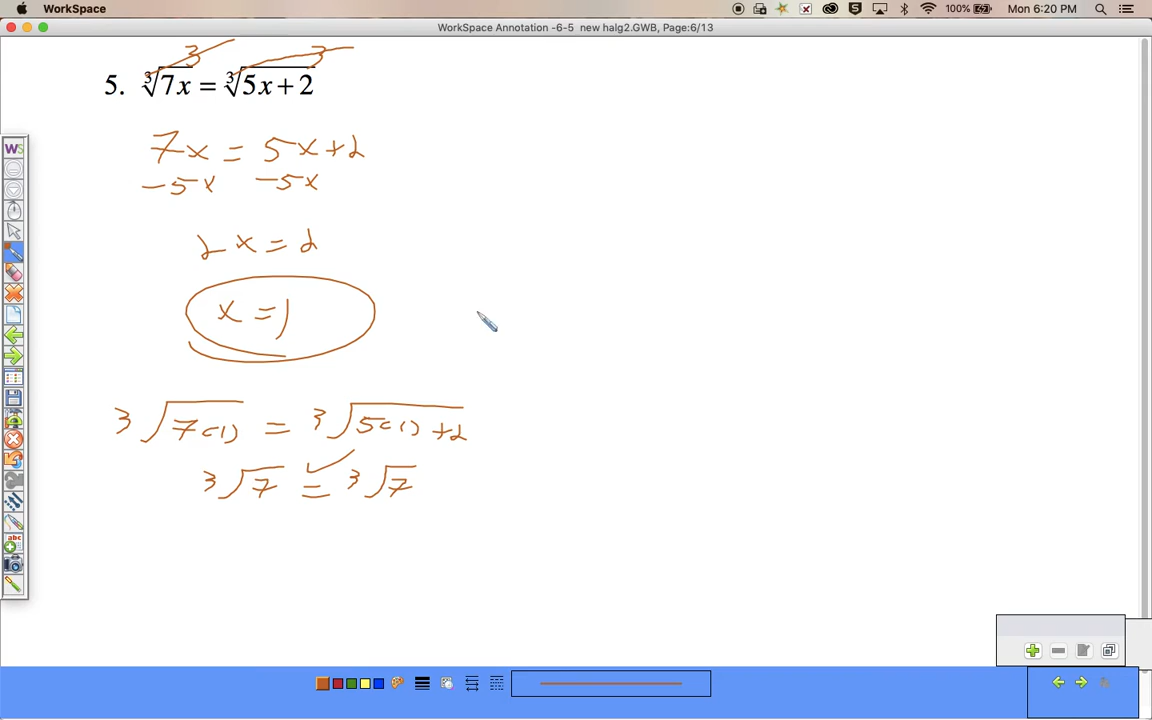 WorkSpace
100%
Mon 6:20 PM
WorkSpace Annotation -6-5 new halg2.GWB, Page:6/13
3 3
5. ∛7x = ∛5x + 2
7x = 5x+2
-5x -5x
2x = 2
x = 1
3√7(1) = 3√5(1)+2
3√7 = 3√7
WS
abc